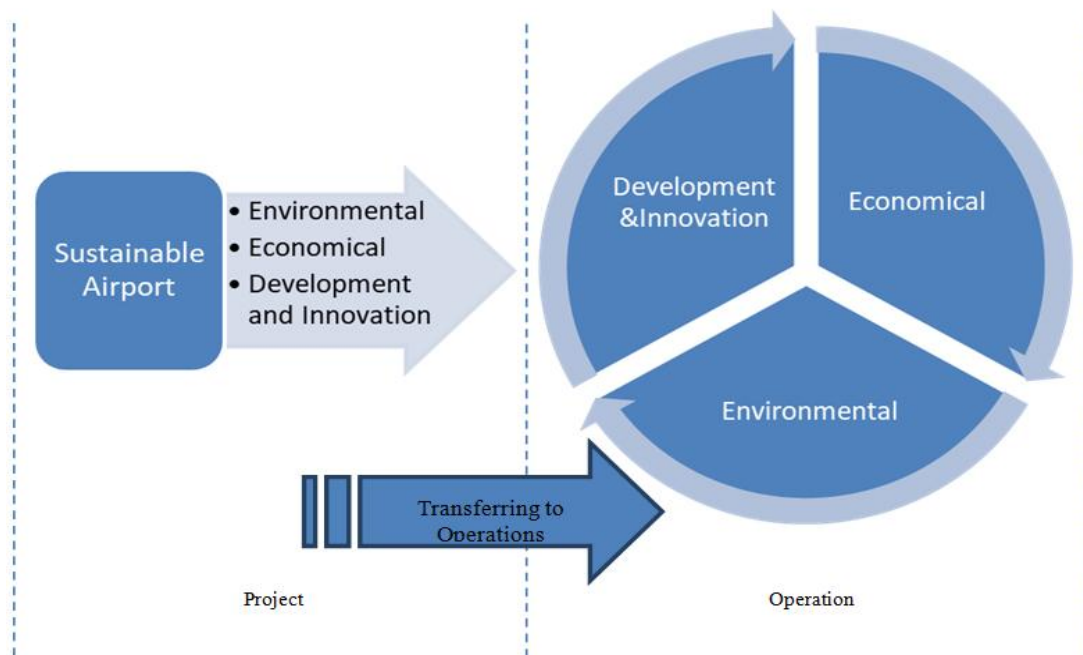 Sustainable
Airport
• Environmental
• Economical
• Development
and Innovation
Development
&Innovation
Economical
Environmental
Transferring to
Operations
Project
Operation